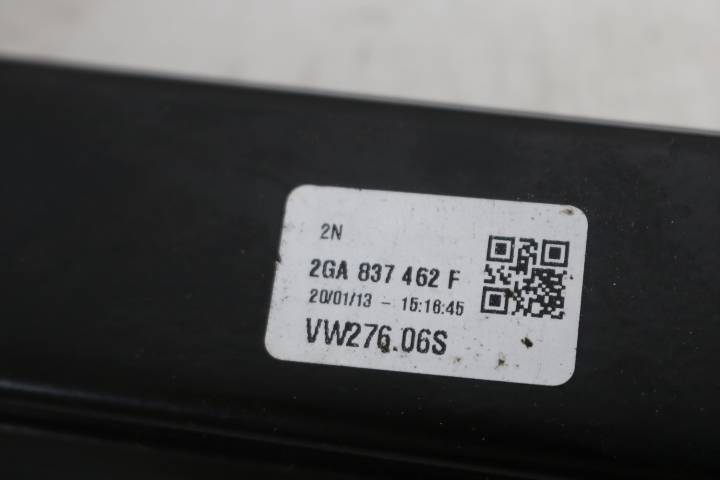 2N
2GA 837 462 F
20/01/13 - 15:16:45
VW276.06S